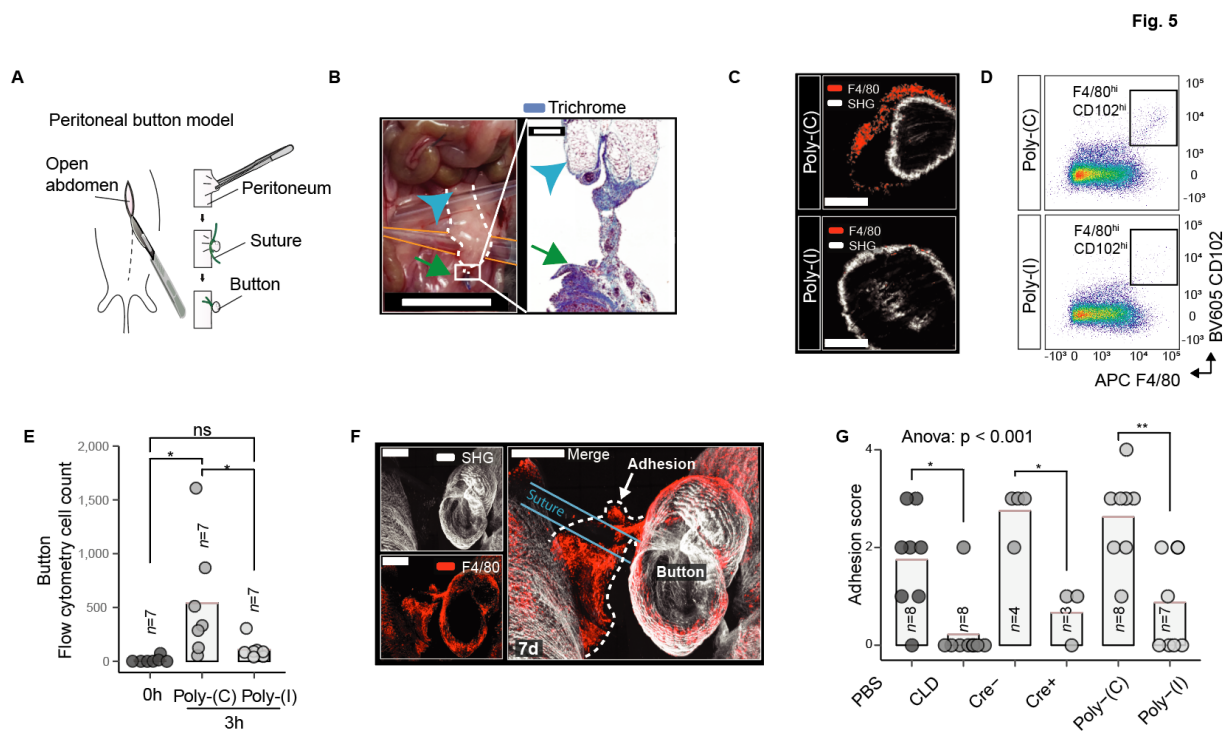 Fig. 5
A
Peritoneal button model
Open
abdomen
Peritoneum
Suture
Button
B
Trichrome
C
F4/80
SHG
Poly-(C)
F4/80
SHG
Poly-(I)
D
F4/80hi
CD102hi
Poly-(C)
10⁵
10⁴
10³
0
-10³
F4/80hi
CD102hi
Poly-(I)
10⁵
10⁴
10³
0
-10³
-10³ 0 10³ 10⁴ 10⁵
APC F4/80
BV605 CD102
E
Button
Flow cytometry cell count
2,000
1,500
1,000
500
0
ns
*
*
n=7
n=7
n=7
0h
Poly-(C) Poly-(I)
3h
F
SHG
F4/80
Merge
Adhesion
Suture
Button
7d
G
Anova: p < 0.001
Adhesion score
4
2
0
*
*
**
n=8
n=8
n=4
n=3
n=8
n=7
PBS
CLD
Cre−
Cre+
Poly−(C)
Poly−(I)